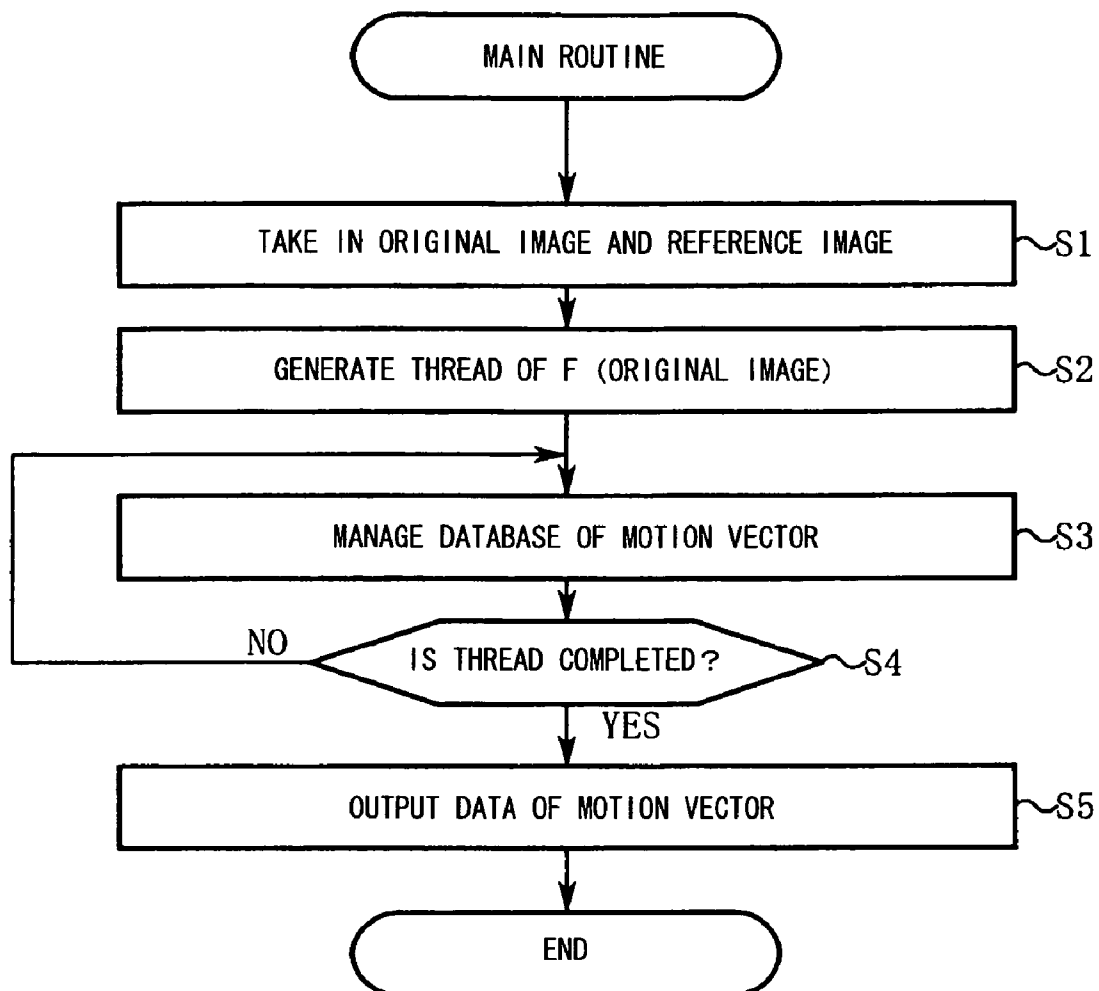 MAIN ROUTINE
TAKE IN ORIGINAL IMAGE AND REFERENCE IMAGE
S1
GENERATE THREAD OF F (ORIGINAL IMAGE)
S2
MANAGE DATABASE OF MOTION VECTOR
S3
NO
IS THREAD COMPLETED?
S4
YES
OUTPUT DATA OF MOTION VECTOR
S5
END